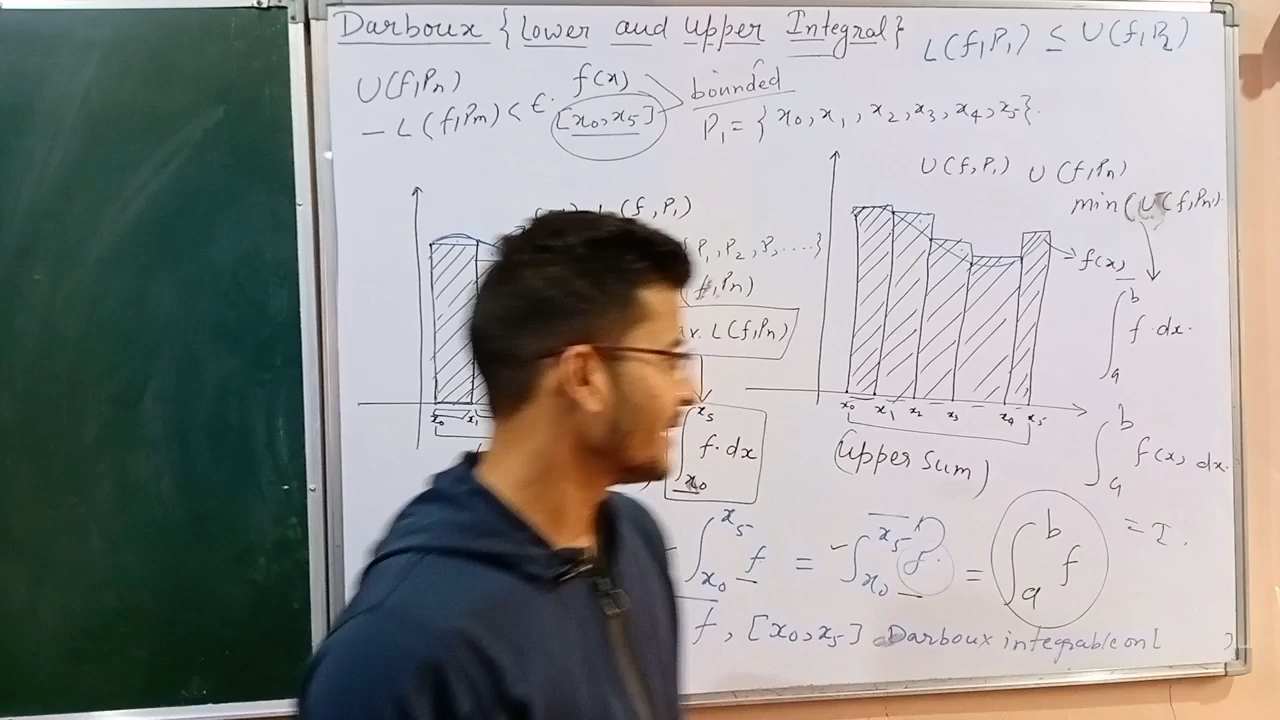 Darboux {Lower and Upper Integral}
L(f,P₁) ≤ U(f,P₂)
U(f,Pn)
− L(f,Pm) < ε.
f(x)
[x₀,x₅]
bounded
P₁ = { x₀, x₁, x₂, x₃, x₄, x₅}.
(f,P₁)
P₁, P₂, P₃ ....}
(f,Pn)
L(f,Pn)
x₀ x₁
∫ x₅ x₀ f·dx
U(f,P₁) U(f,Pn)
min(U(f,Pn)
f(x)
∫ b a f·dx.
x₀ x₁ x₂ x₃ x₄ x₅
(Upper Sum)
∫ b a f(x) dx.
= I.
∫ x₅ x₀ f = ∫ x₅ x₀ f = ∫ b a f
f, [x₀,x₅] Darboux integrable on [ )